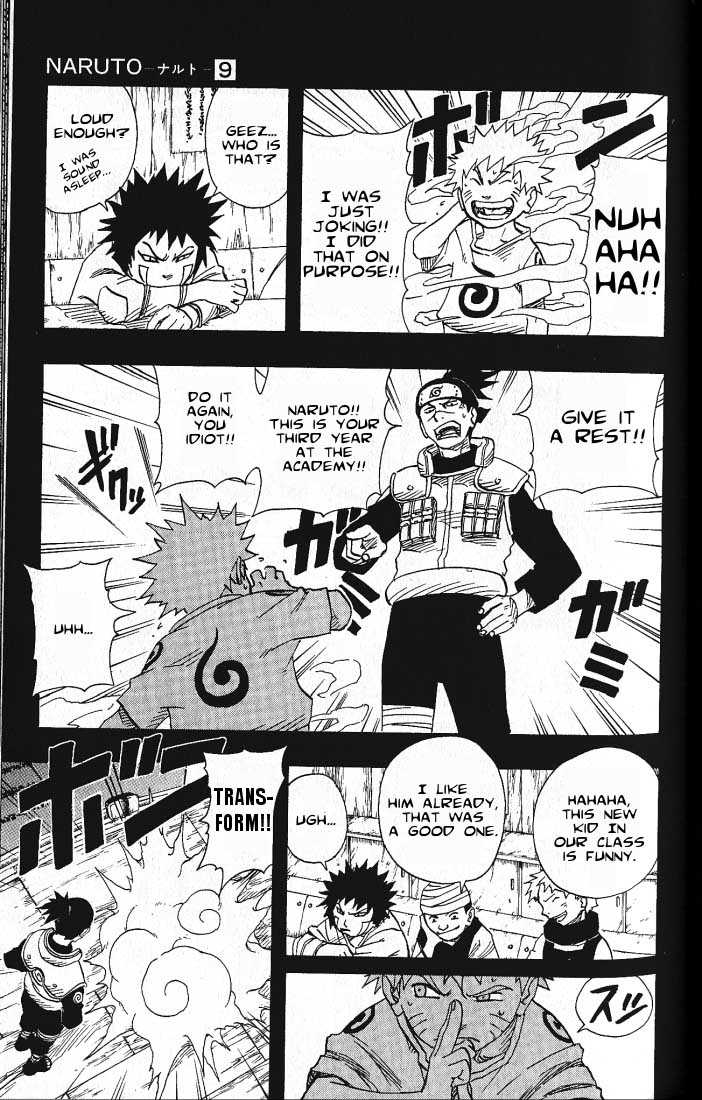 NARUTO—ナルト—9
ボン
NUH
AHAHA
HA!!
I WAS
JUST
JOKING!!
I DID
THAT ON
PURPOSE!!
GEEZ...
WHO IS
THAT?
LOUD
ENOUGH?
I WAS
SOUND
ASLEEP...
GIVE IT
A REST!!
NARUTO!!
THIS IS YOUR
THIRD YEAR
AT THE
ACADEMY!!
DO IT
AGAIN,
YOU
IDIOT!!
ガミ
ガミ
ギクッ
UHH...
HAHAHA,
THIS NEW
KID IN
OUR CLASS
IS FUNNY.
I LIKE
HIM ALREADY,
THAT WAS
A GOOD ONE.
UGH...
スッ
TRANS-
FORM!!